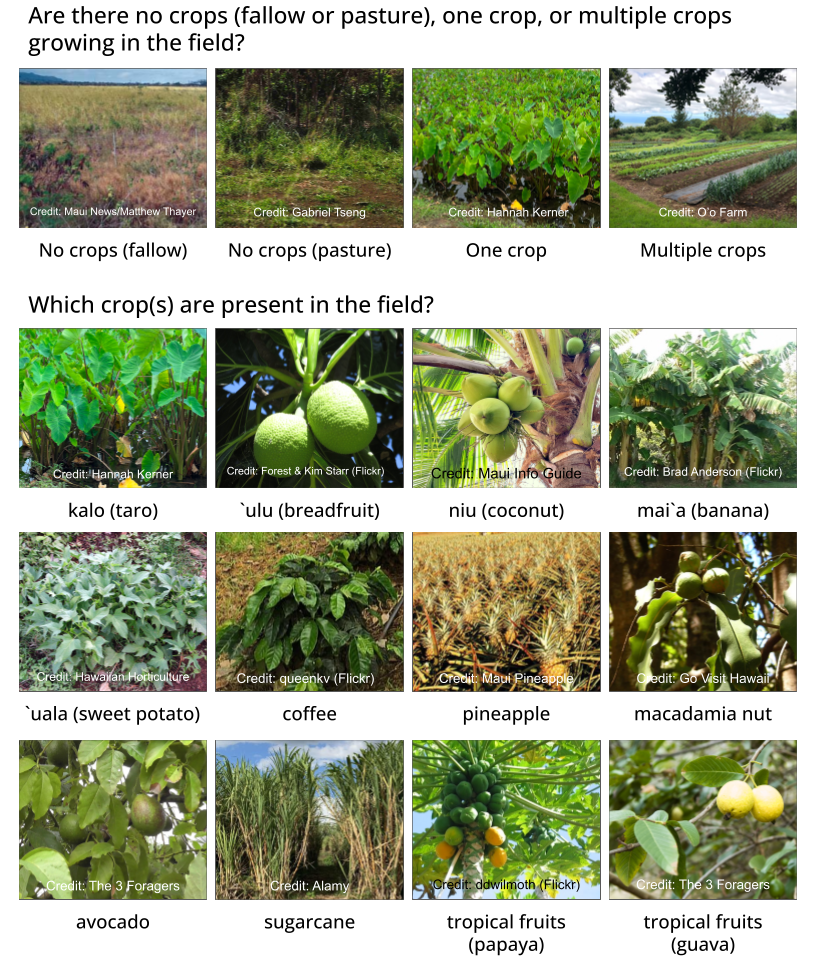 Are there no crops (fallow or pasture), one crop, or multiple crops
growing in the field?
Credit: Maui News/Matthew Thayer
Credit: Gabriel Tseng
Credit: Hannah Kerner
Credit: O'o Farm
No crops (fallow)
No crops (pasture)
One crop
Multiple crops
Which crop(s) are present in the field?
Credit: Hannah Kerner
Credit: Forest & Kim Starr (Flickr)
Credit: Maui Info Guide
Credit: Brad Anderson (Flickr)
kalo (taro)
`ulu (breadfruit)
niu (coconut)
mai`a (banana)
Credit: Hawaiian Horticulture
Credit: queenkv (Flickr)
Credit: Maui Pineapple
Credit: Go Visit Hawaii
`uala (sweet potato)
coffee
pineapple
macadamia nut
Credit: The 3 Foragers
Credit: Alamy
Credit: ddwilmoth (Flickr)
Credit: The 3 Foragers
avocado
sugarcane
tropical fruits
(papaya)
tropical fruits
(guava)